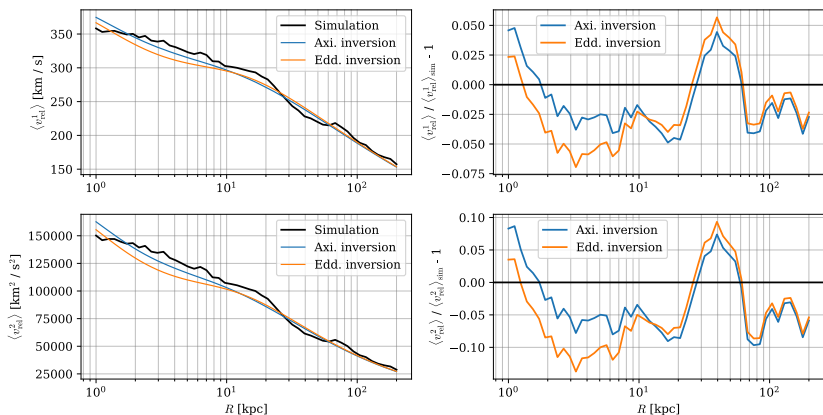 350
300
250
200
150
⟨v¹rel⟩ [km / s]
Simulation
Axi. inversion
Edd. inversion
10⁰
10¹
10²
0.050
0.025
0.000
−0.025
−0.050
−0.075
⟨v¹rel⟩ / ⟨v¹rel⟩sim - 1
Axi. inversion
Edd. inversion
10⁰
10¹
10²
150000
125000
100000
75000
50000
25000
⟨v²rel⟩ [km² / s²]
Simulation
Axi. inversion
Edd. inversion
10⁰
10¹
10²
R [kpc]
0.10
0.05
0.00
−0.05
−0.10
⟨v²rel⟩ / ⟨v²rel⟩sim - 1
Axi. inversion
Edd. inversion
10⁰
10¹
10²
R [kpc]